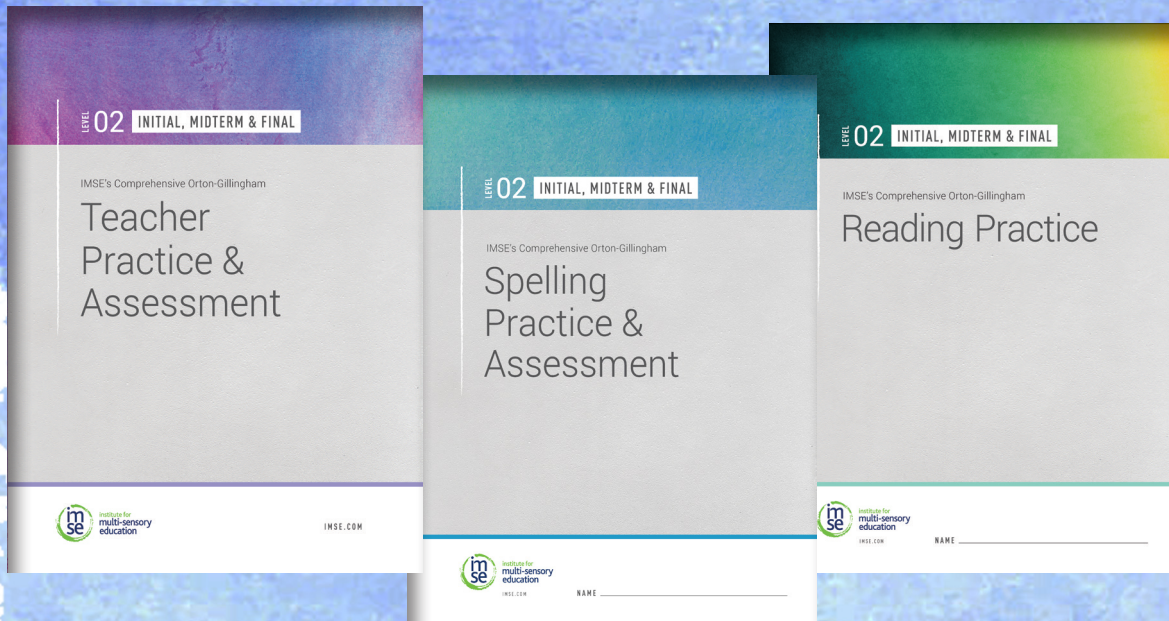 LEVEL 02 INITIAL, MIDTERM & FINAL
IMSE's Comprehensive Orton-Gillingham
Teacher
Practice &
Assessment
imse institute for
multi-sensory
education
IMSE.COM
LEVEL 02 INITIAL, MIDTERM & FINAL
IMSE's Comprehensive Orton-Gillingham
Spelling
Practice &
Assessment
imse institute for
multi-sensory
education
IMSE.COM
NAME
LEVEL 02 INITIAL, MIDTERM & FINAL
IMSE's Comprehensive Orton-Gillingham
Reading Practice
imse institute for
multi-sensory
education
IMSE.COM
NAME